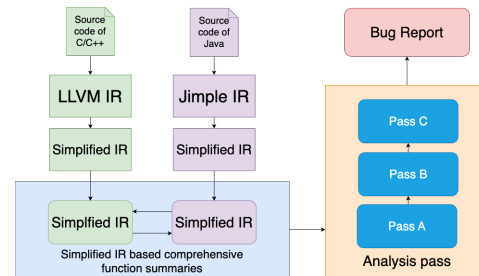 Source
code of
C/C++
Source
code of
Java
Bug Report
LLVM IR
Jimple IR
Simplified IR
Simplified IR
Pass C
Pass B
Pass A
Simplfied IR
Simplfied IR
Simplified IR based comprehensive
function summaries
Analysis pass